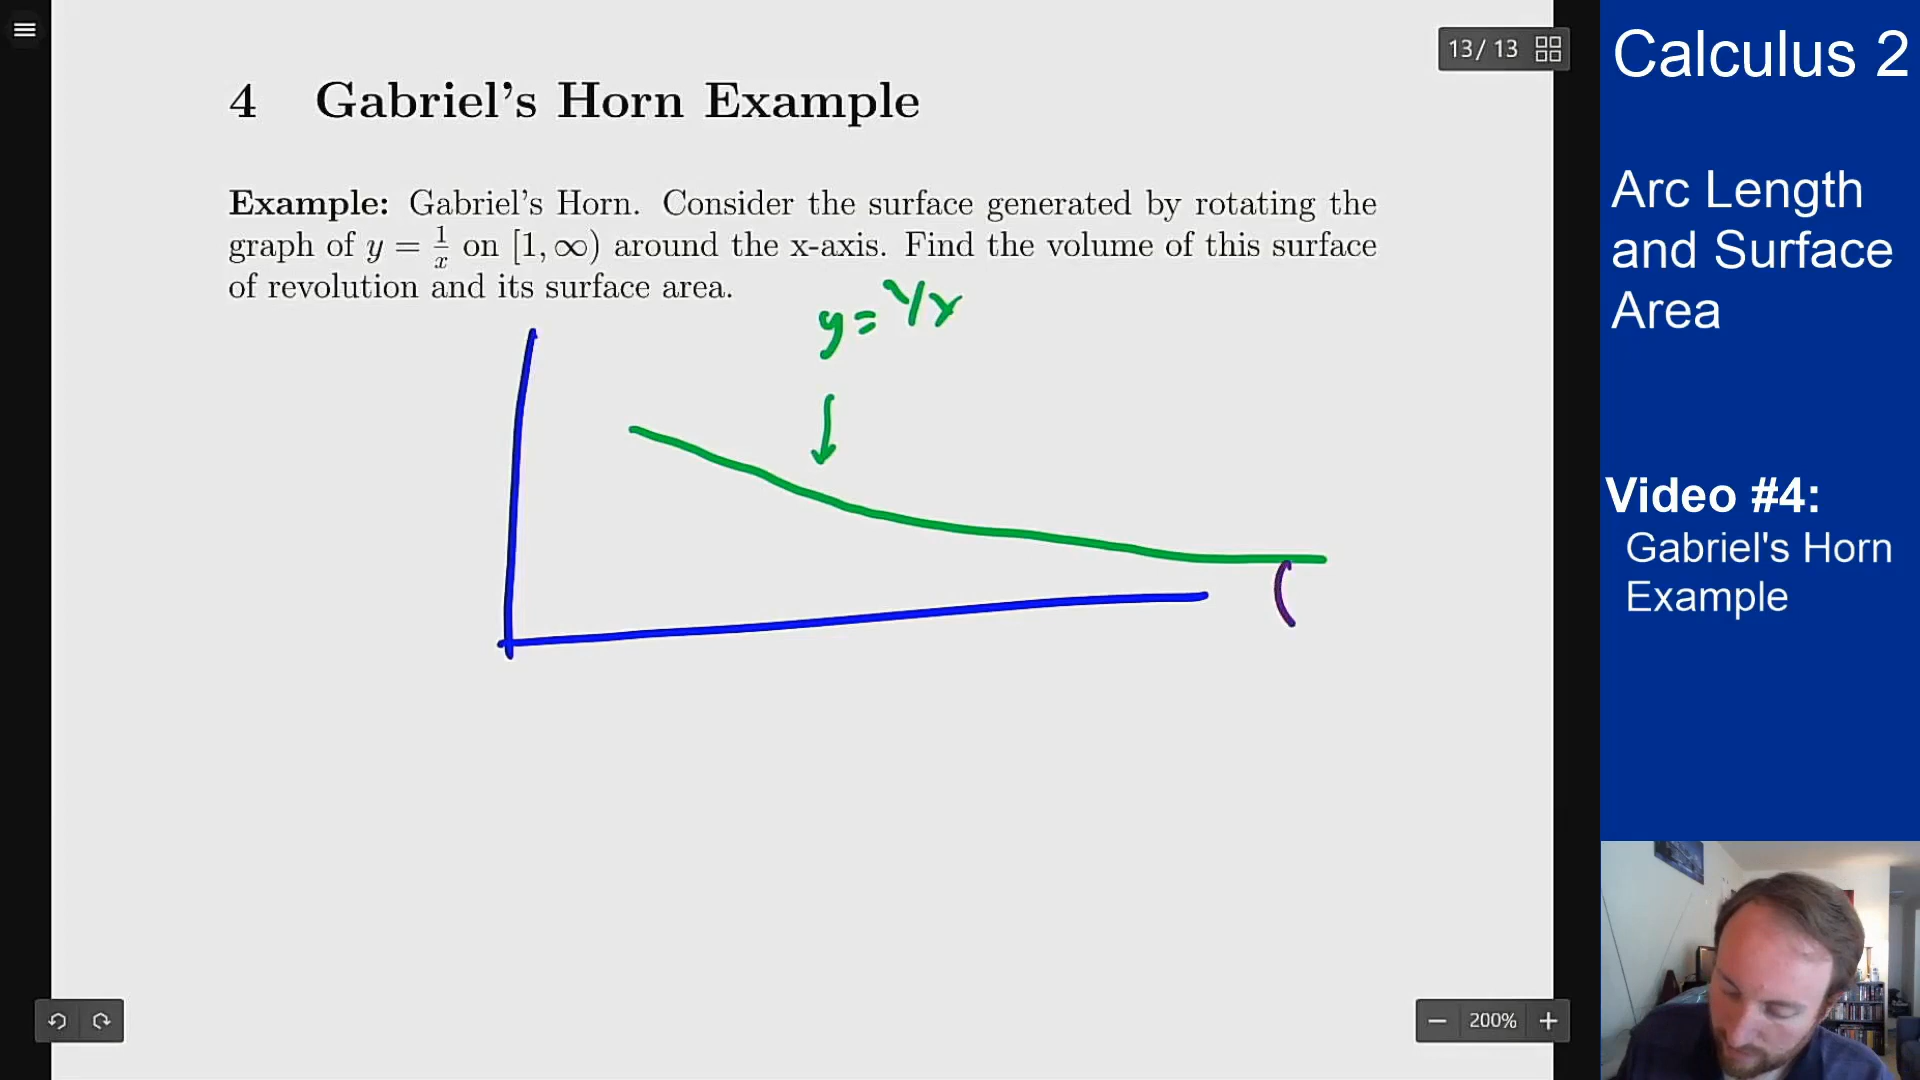 13/ 13
4 Gabriel's Horn Example
Example: Gabriel's Horn. Consider the surface generated by rotating the
graph of y = 1/x on [1, ∞) around the x-axis. Find the volume of this surface
of revolution and its surface area.
y = 1/x
200%
Calculus 2
Arc Length
and Surface
Area
Video #4:
Gabriel's Horn
Example